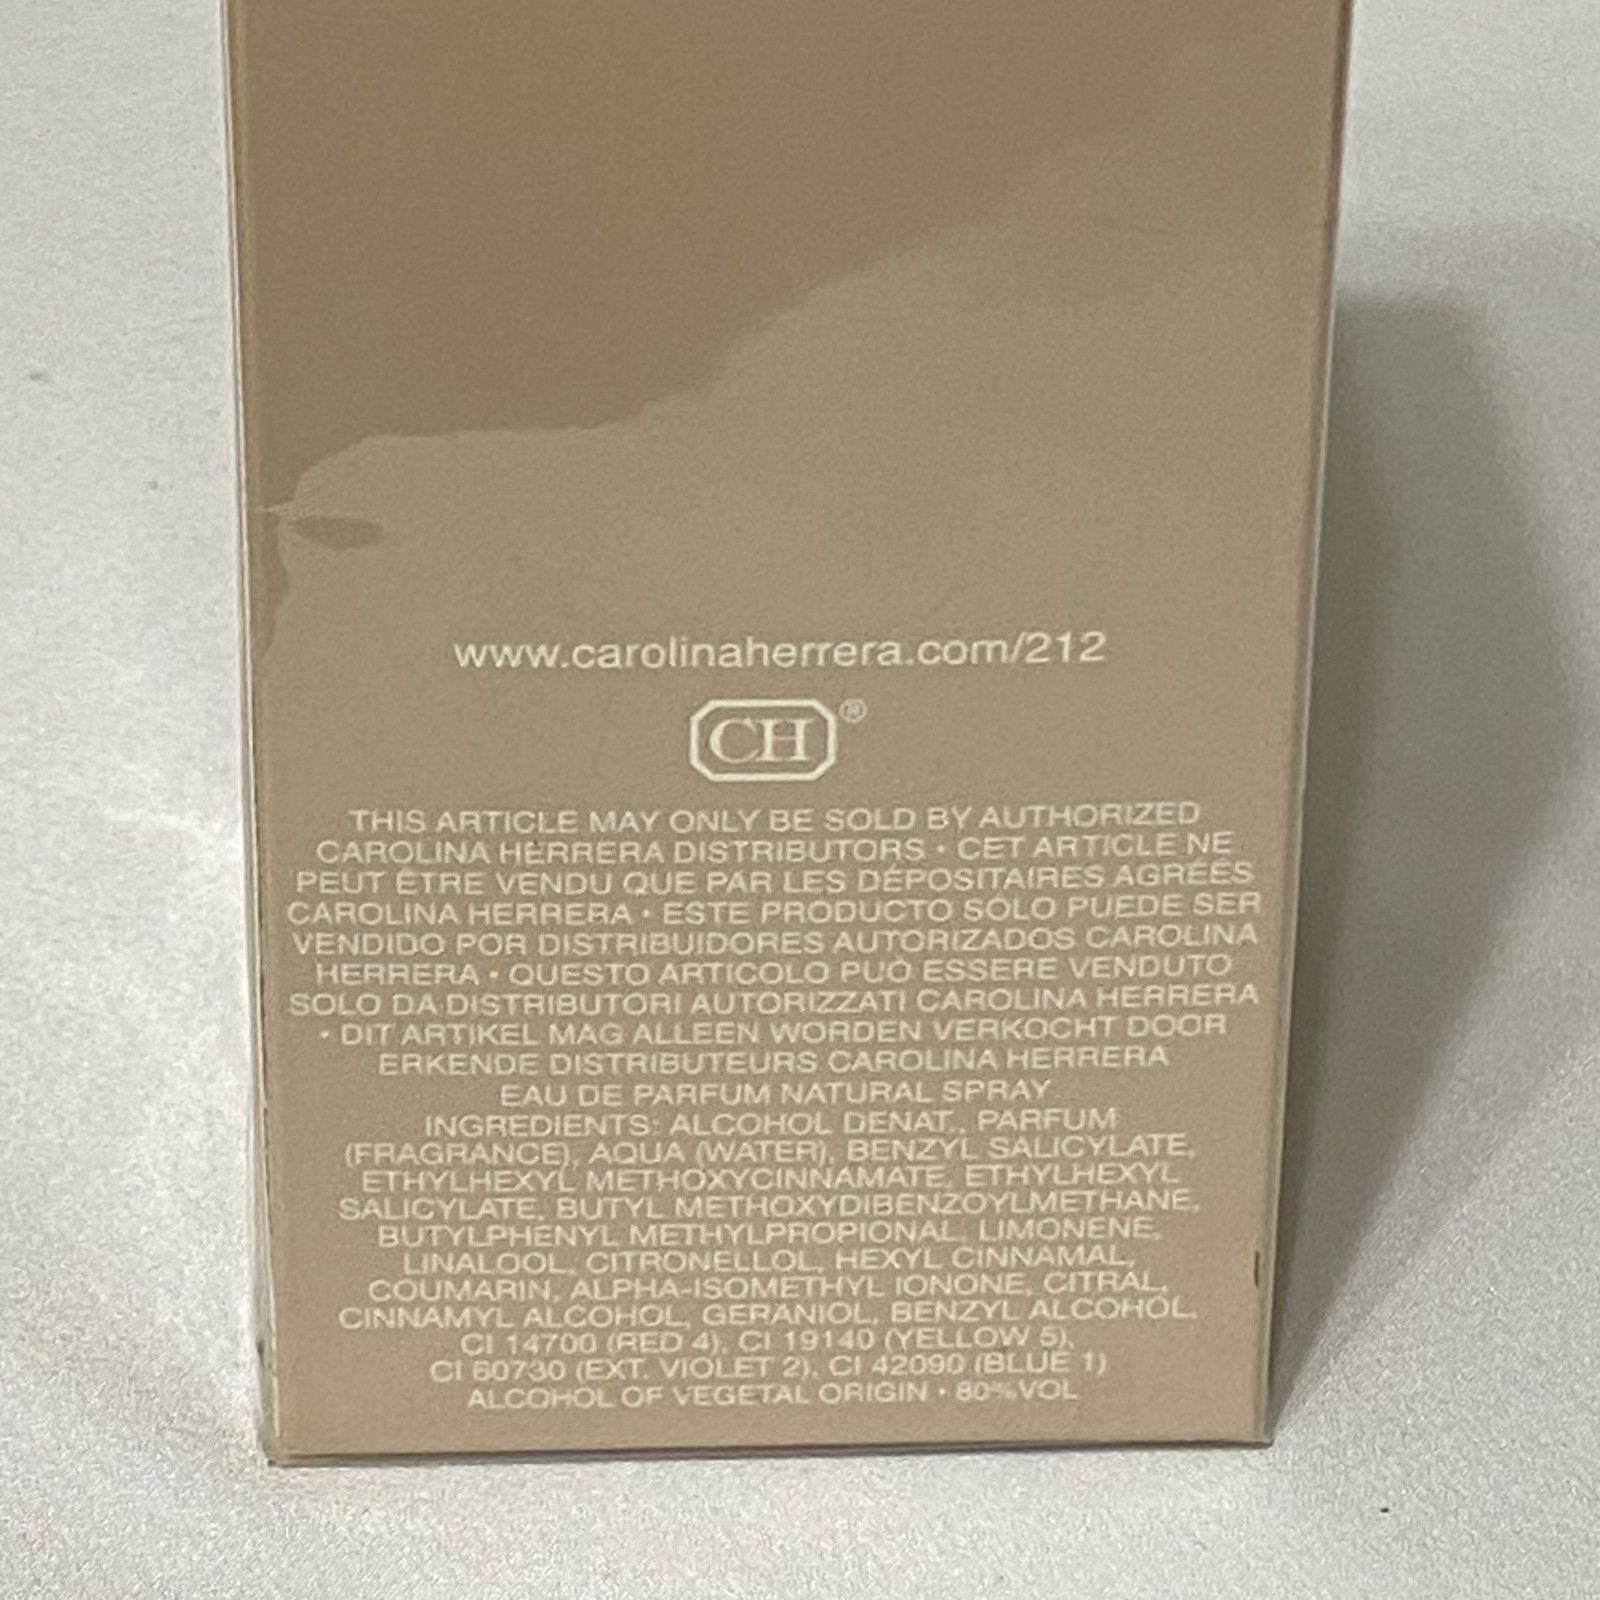 www.carolinaherrera.com/212
CH®
THIS ARTICLE MAY ONLY BE SOLD BY AUTHORIZED
CAROLINA HERRERA DISTRIBUTORS • CET ARTICLE NE
PEUT ÊTRE VENDU QUE PAR LES DÉPOSITAIRES AGRÉÉS
CAROLINA HERRERA • ESTE PRODUCTO SÓLO PUEDE SER
VENDIDO POR DISTRIBUIDORES AUTORIZADOS CAROLINA
HERRERA • QUESTO ARTICOLO PUÒ ESSERE VENDUTO
SOLO DA DISTRIBUTORI AUTORIZZATI CAROLINA HERRERA
• DIT ARTIKEL MAG ALLEEN WORDEN VERKOCHT DOOR
ERKENDE DISTRIBUTEURS CAROLINA HERRERA
EAU DE PARFUM NATURAL SPRAY
INGREDIENTS: ALCOHOL DENAT., PARFUM
(FRAGRANCE), AQUA (WATER), BENZYL SALICYLATE,
ETHYLHEXYL METHOXYCINNAMATE, ETHYLHEXYL
SALICYLATE, BUTYL METHOXYDIBENZOYLMETHANE,
BUTYLPHENYL METHYLPROPIONAL, LIMONENE,
LINALOOL, CITRONELLOL, HEXYL CINNAMAL,
COUMARIN, ALPHA-ISOMETHYL IONONE, CITRAL,
CINNAMYL ALCOHOL, GERANIOL, BENZYL ALCOHOL,
CI 14700 (RED 4), CI 19140 (YELLOW 5),
CI 60730 (EXT. VIOLET 2), CI 42090 (BLUE 1)
ALCOHOL OF VEGETAL ORIGIN • 80%VOL